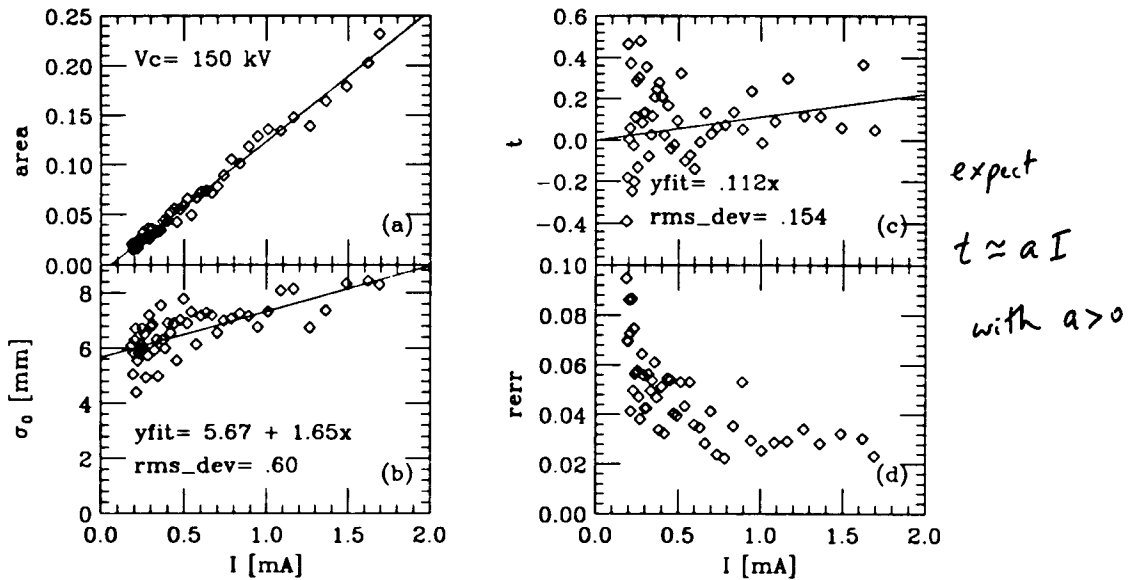 area
0.25
0.20
0.15
0.10
0.05
0.00
Vc= 150 kV
(a)
σ₀ [mm]
8
6
4
2
0
yfit= 5.67 + 1.65x
rms_dev= .60
(b)
0.0 0.5 1.0 1.5 2.0
I [mA]
t
0.6
0.4
0.2
0.0
−0.2
−0.4
yfit= .112x
rms_dev= .154
(c)
rerr
0.10
0.08
0.06
0.04
0.02
0.00
(d)
0.0 0.5 1.0 1.5 2.0
I [mA]
expect
t ≃ a I
with a>0